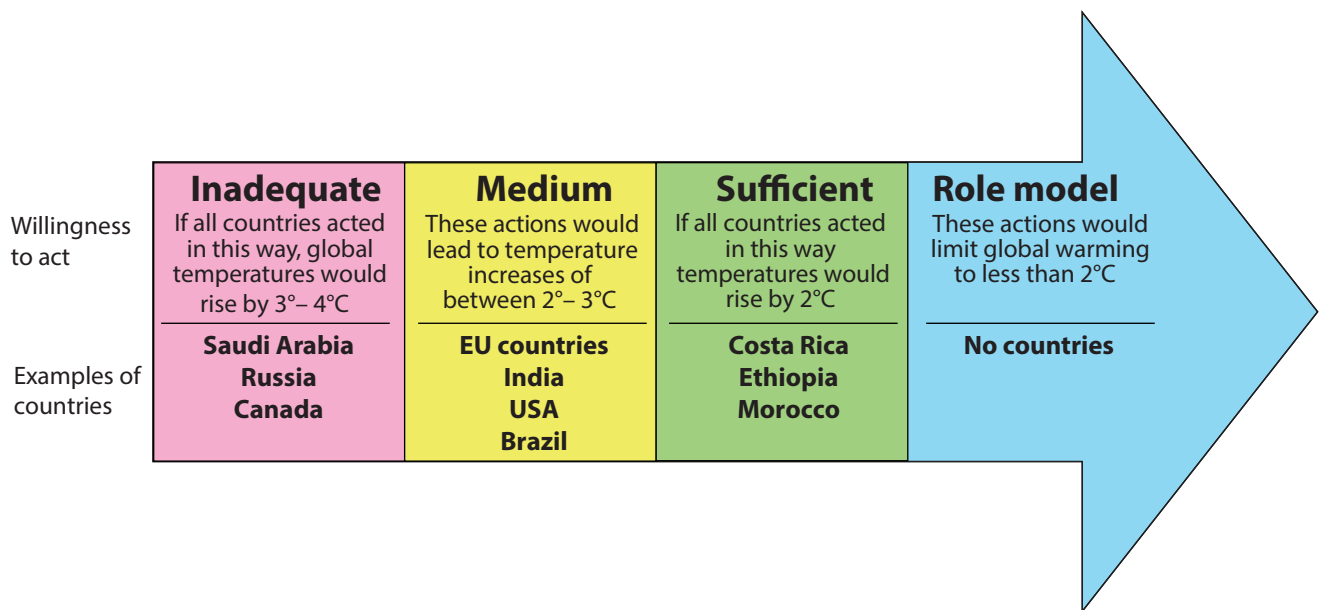 Willingness
to act
Inadequate
If all countries acted
in this way, global
temperatures would
rise by 3°– 4°C
Medium
These actions would
lead to temperature
increases of
between 2°– 3°C
Sufficient
If all countries acted
in this way
temperatures would
rise by 2°C
Role model
These actions would
limit global warming
to less than 2°C
Examples of
countries
Saudi Arabia
Russia
Canada
EU countries
India
USA
Brazil
Costa Rica
Ethiopia
Morocco
No countries